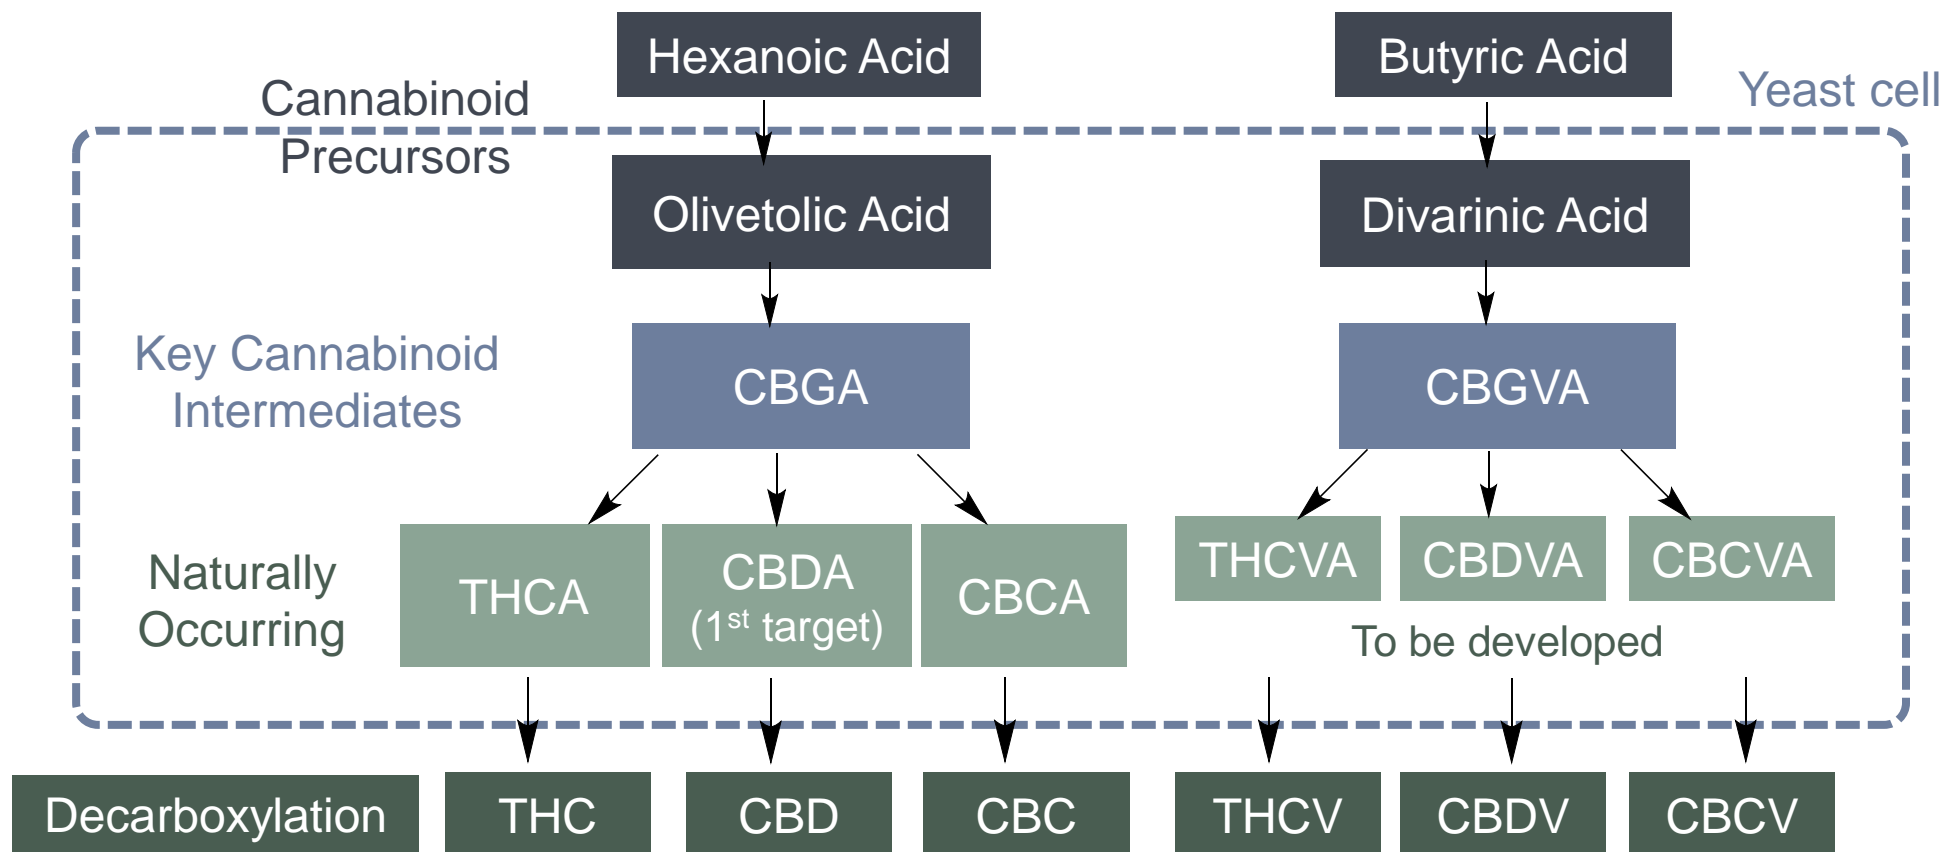 Hexanoic Acid
Butyric Acid
Yeast cell
Cannabinoid
Precursors
Olivetolic Acid
Divarinic Acid
Key Cannabinoid
Intermediates
CBGA
CBGVA
Naturally
Occurring
THCA
CBDA
(1st target)
CBCA
THCVA
CBDVA
CBCVA
To be developed
Decarboxylation
THC
CBD
CBC
THCV
CBDV
CBCV